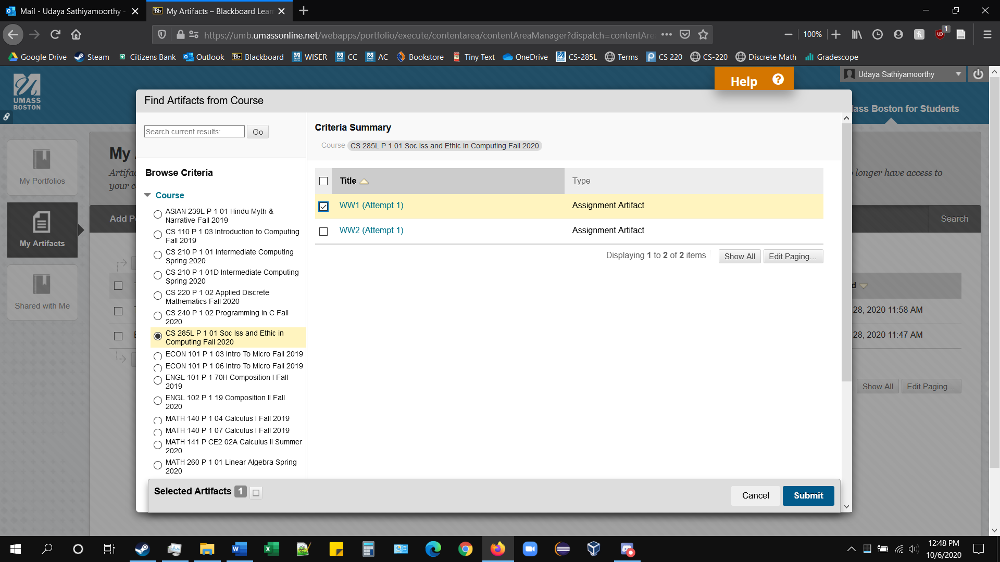 Mail - Udaya Sathiyamoorthy -
My Artifacts – Blackboard Learn
https://umb.umassonline.net/webapps/portfolio/execute/contentarea/contentAreaManager?dispatch=contentAre
100%
1
Google Drive
Steam
Citizens Bank
Outlook
Bb Blackboard
WISER
CC
AC
Bookstore
Tiny Text
OneDrive
CS-285L
Terms
CS 220
CS-220
Discrete Math
Gradescope
UMASS
BOSTON
Help ?
Udaya Sathiyamoorthy
ass Boston for Students
My Portfolios
My Artifacts
Shared with Me
My
Artifac
your c
longer have access to
Add P
Search
Find Artifacts from Course
Search current results:
Go
Browse Criteria
Course
ASIAN 239L P 1 01 Hindu Myth &
Narrative Fall 2019
CS 110 P 1 03 Introduction to Computing
Fall 2019
CS 210 P 1 01 Intermediate Computing
Spring 2020
CS 210 P 1 01D Intermediate Computing
Spring 2020
CS 220 P 1 02 Applied Discrete
Mathematics Fall 2020
CS 240 P 1 02 Programming in C Fall
2020
CS 285L P 1 01 Soc Iss and Ethic in
Computing Fall 2020
ECON 101 P 1 03 Intro To Micro Fall 2019
ECON 101 P 1 06 Intro To Micro Fall 2019
ENGL 101 P 1 70H Composition I Fall
2019
ENGL 102 P 1 19 Composition II Fall
2020
MATH 140 P 1 04 Calculus I Fall 2019
MATH 140 P 1 07 Calculus I Fall 2019
MATH 141 P CE2 02A Calculus II Summer
2020
MATH 260 P 1 01 Linear Algebra Spring
2020
Criteria Summary
Course CS 285L P 1 01 Soc Iss and Ethic in Computing Fall 2020
Title
Type
WW1 (Attempt 1)
Assignment Artifact
WW2 (Attempt 1)
Assignment Artifact
Displaying 1 to 2 of 2 items
Show All
Edit Paging...
d
28, 2020 11:58 AM
28, 2020 11:47 AM
Show All
Edit Paging...
Selected Artifacts 1
Cancel
Submit
12:48 PM
10/6/2020